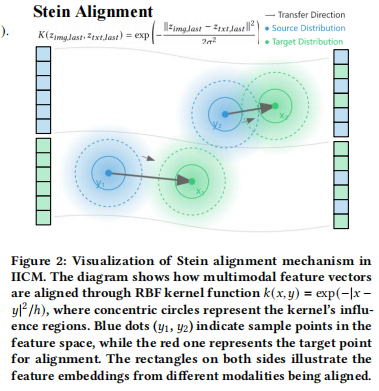 Stein Alignment
).
K(z_{img,last}, z_{txt,last}) = exp(−‖z_{img,last} − z_{txt,last}‖² / 2σ²)
→ Transfer Direction
Source Distribution
Target Distribution
y₂
x₂
y₁
Figure 2: Visualization of Stein alignment mechanism in
IICM. The diagram shows how multimodal feature vectors
are aligned through RBF kernel function k(x, y) = exp(−|x −
y|²/h), where concentric circles represent the kernel's influ-
ence regions. Blue dots (y₁, y₂) indicate sample points in the
feature space, while the red one represents the target point
for alignment. The rectangles on both sides illustrate the
feature embeddings from different modalities being aligned.